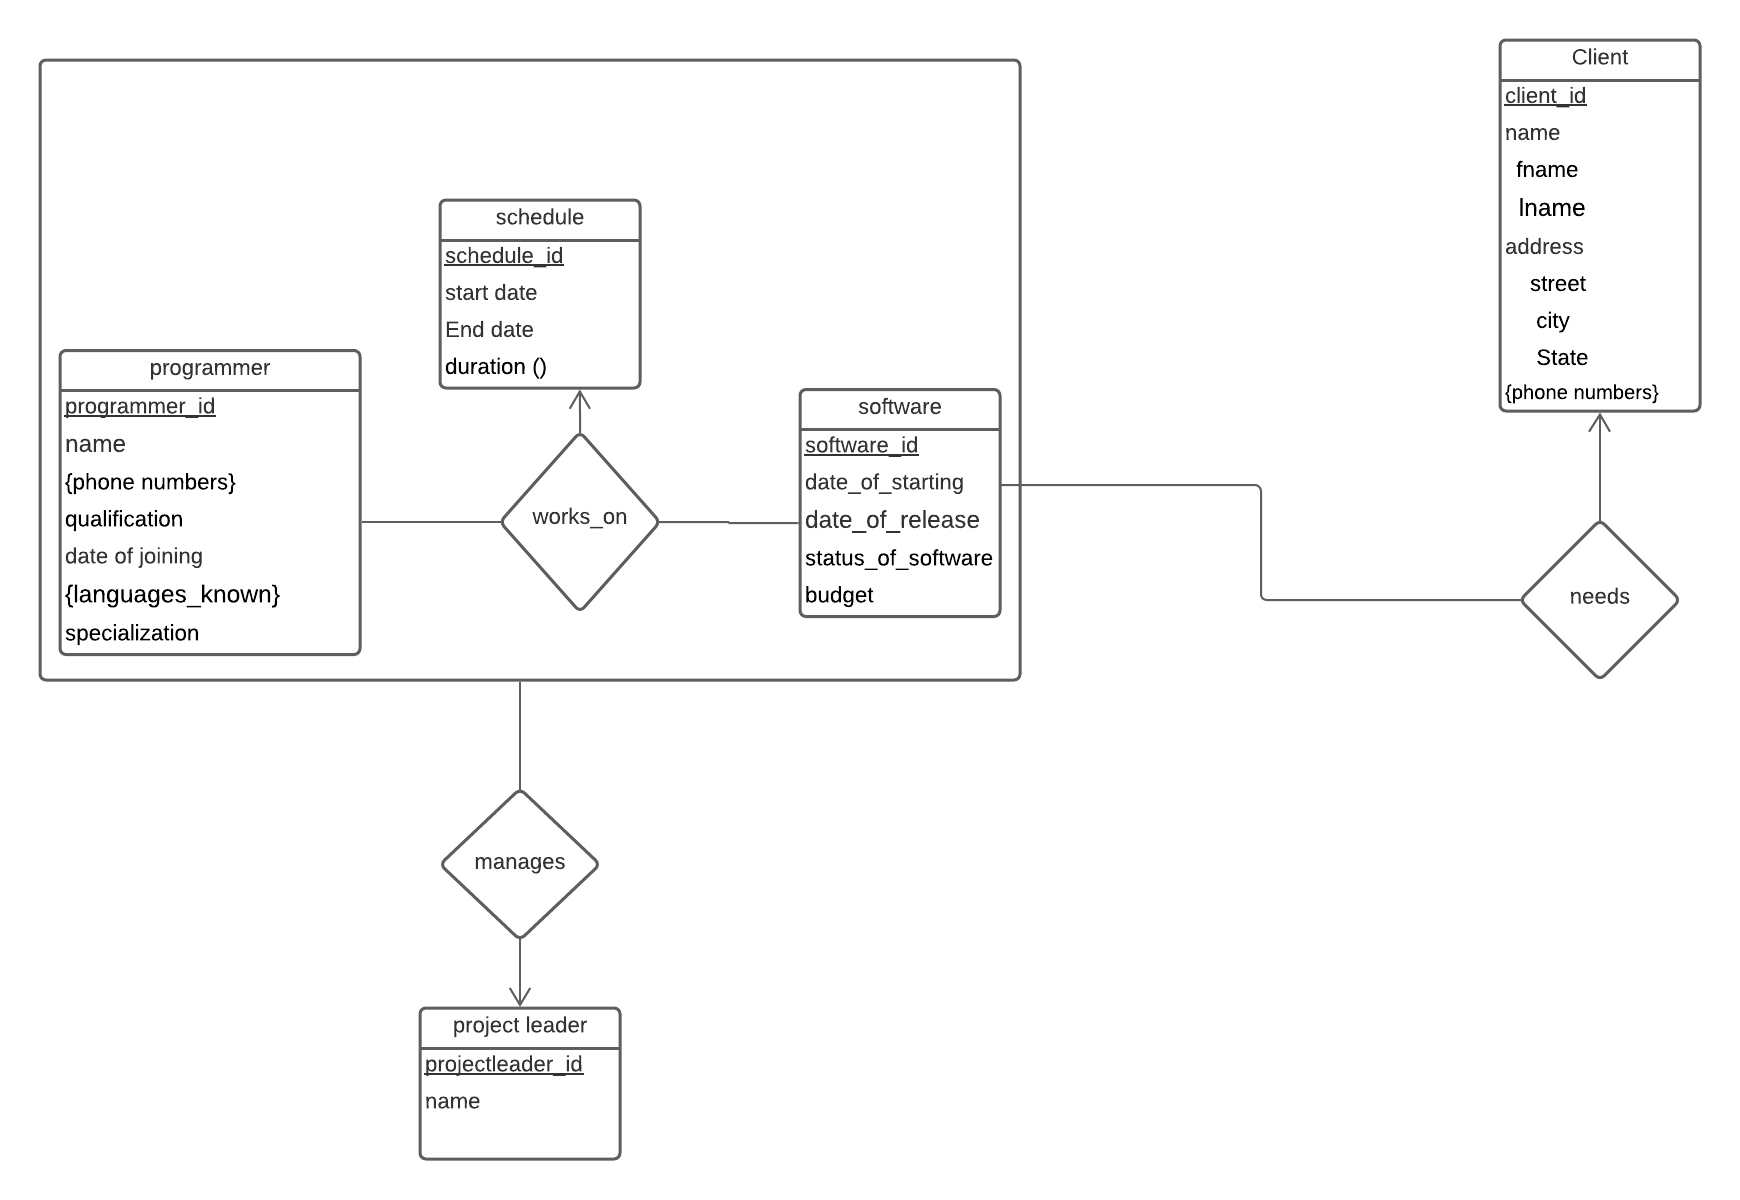 Client
client_id
name
fname
lname
address
street
city
State
{phone numbers}
schedule
schedule_id
start date
End date
duration ()
programmer
programmer_id
name
{phone numbers}
qualification
date of joining
{languages_known}
specialization
works_on
software
software_id
date_of_starting
date_of_release
status_of_software
budget
needs
manages
project leader
projectleader_id
name